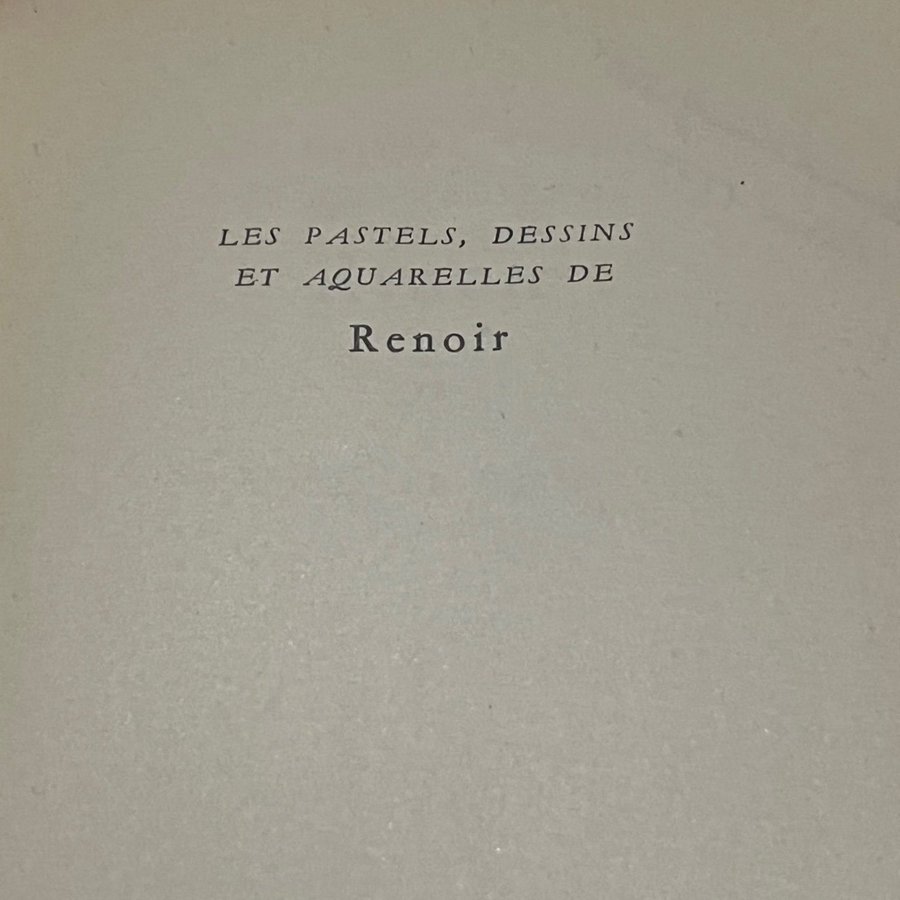 LES PASTELS, DESSINS
ET AQUARELLES DE
Renoir